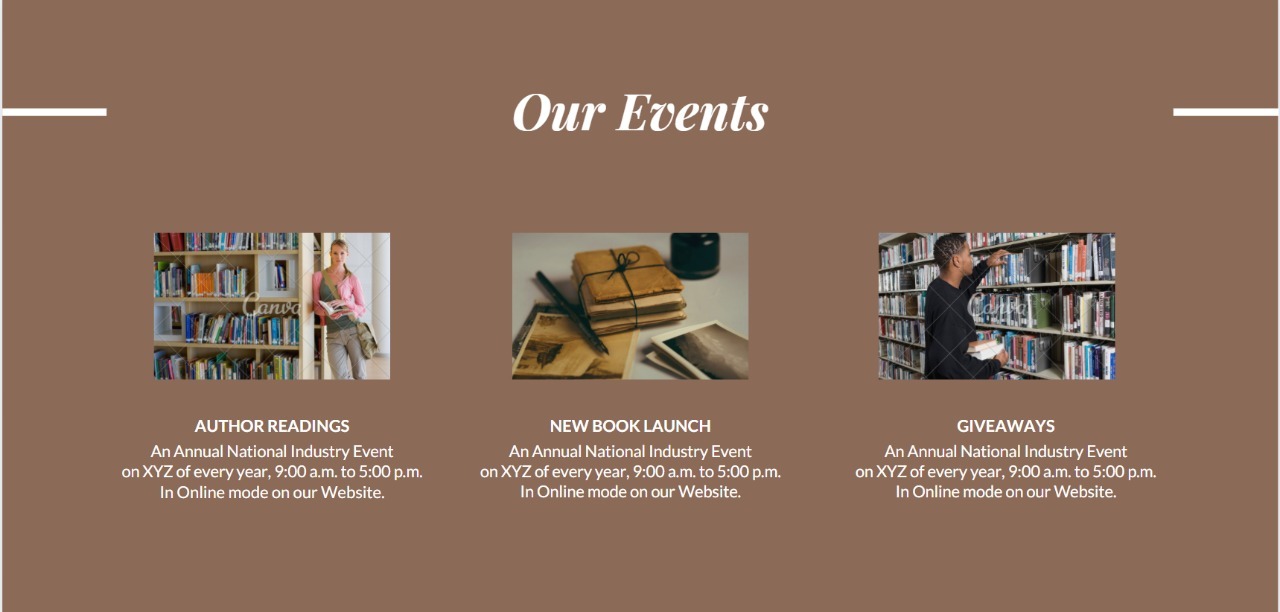 Our Events
Canva
Canva
AUTHOR READINGS
An Annual National Industry Event
on XYZ of every year, 9:00 a.m. to 5:00 p.m.
In Online mode on our Website.
NEW BOOK LAUNCH
An Annual National Industry Event
on XYZ of every year, 9:00 a.m. to 5:00 p.m.
In Online mode on our Website.
GIVEAWAYS
An Annual National Industry Event
on XYZ of every year, 9:00 a.m. to 5:00 p.m.
In Online mode on our Website.